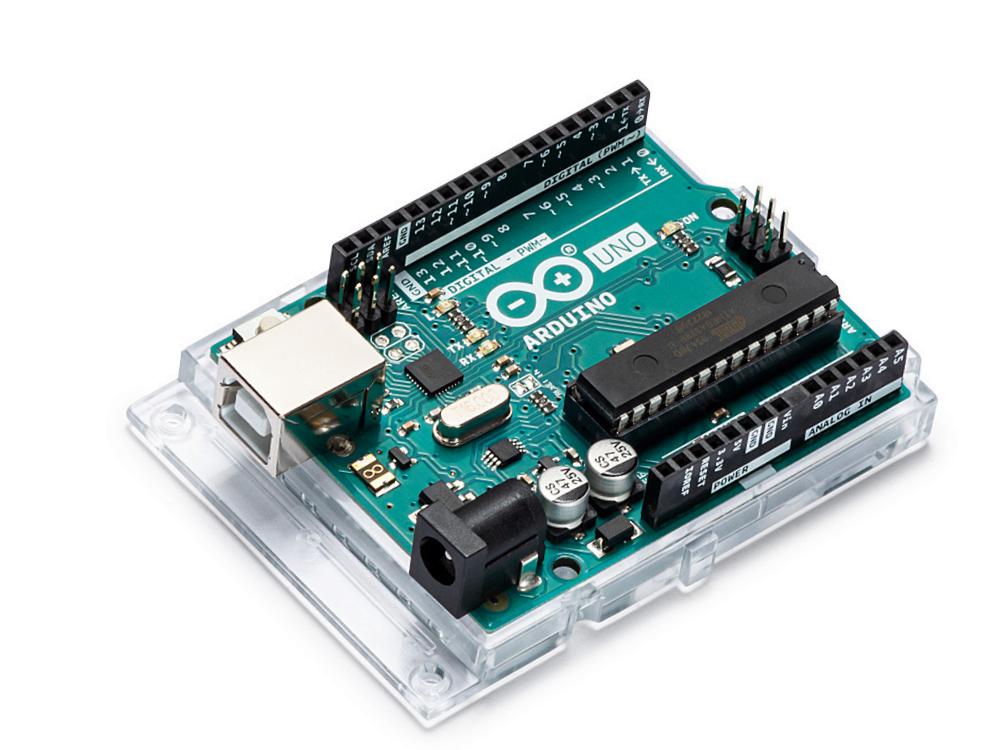 SCL
SDA
AREF
GND
13
12
~11
~10
~9
8
7
~6
~5
4
~3
2
1→TX
0←RX
DIGITAL (PWM ~)
GND
13
12
~11
~10
~9
8
7
~6
~5
4
~3
2
TX→ 1
RX← 0
DIGITAL - PWM~
UNO
ARDUINO
®
ON
TX
RX
8
CS
47
25V
CS
47
25V
IOREF
RESET
3.3V
5V
GND
GND
Vin
POWER
A0
A1
A2
A3
A4
A5
ANALOG IN